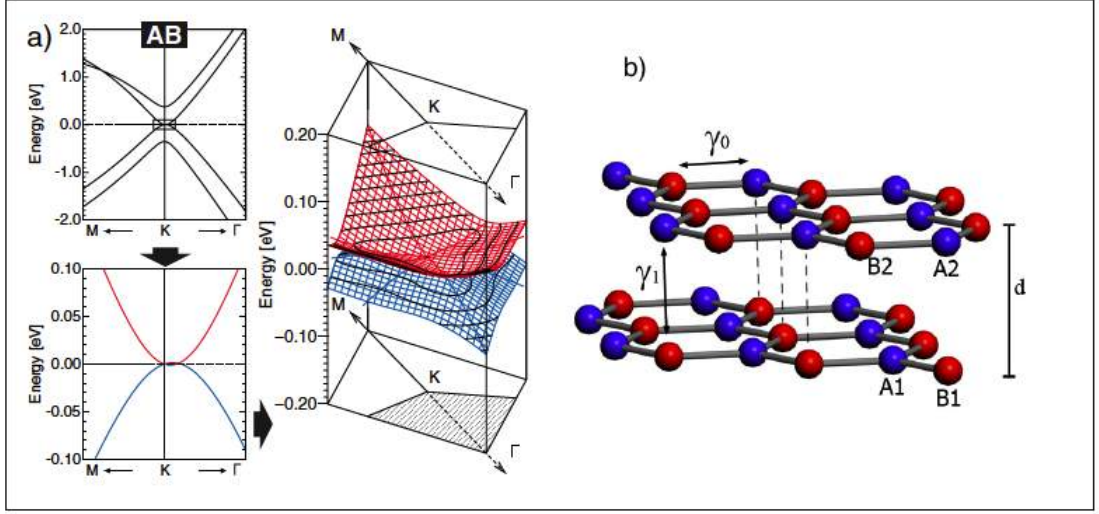 a)
AB
2.0
1.0
0.0
-1.0
-2.0
Energy [eV]
M K Γ
0.10
0.05
0.00
-0.05
-0.10
Energy [eV]
M K Γ
M
K
Γ
0.20
0.10
0.00
-0.10
-0.20
Energy [eV]
M
K
Γ
b)
γ0
γ1
B2 A2
d
A1 B1